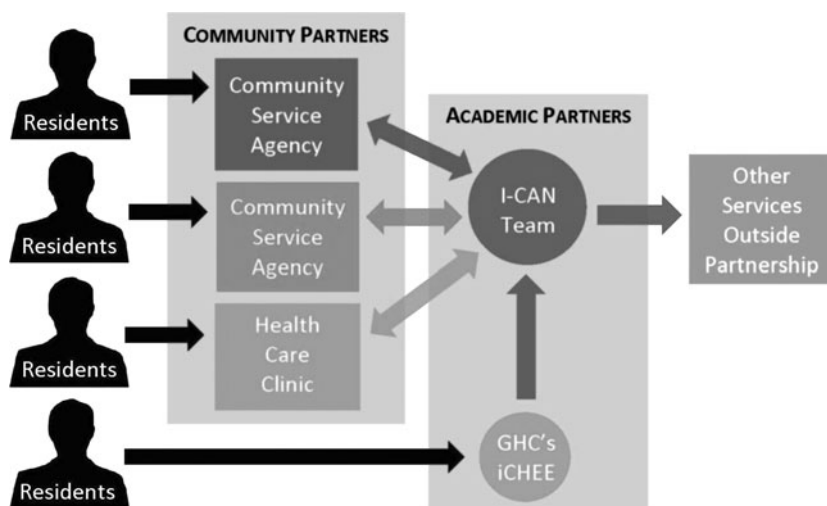 COMMUNITY PARTNERS
Residents
Community
Service
Agency
ACADEMIC PARTNERS
I-CAN
Team
Other
Services
Outside
Partnership
Residents
Community
Service
Agency
Residents
Health
Care
Clinic
Residents
GHC's
iCHEE